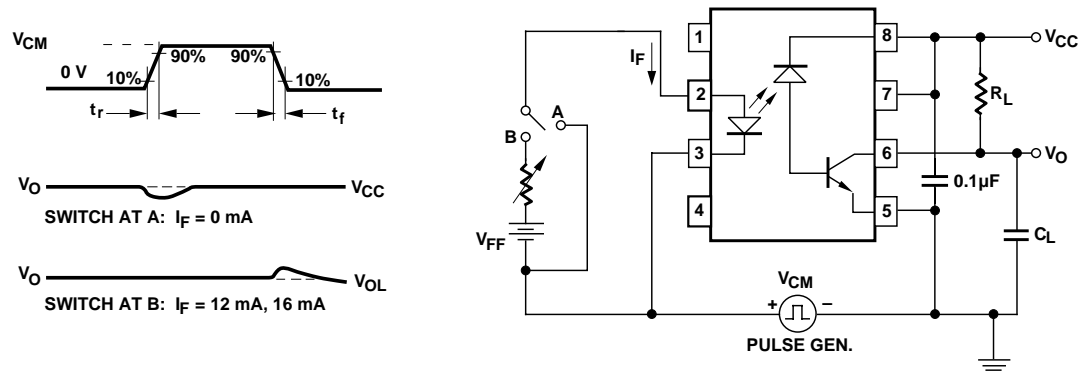 V_CM
0 V
10%
90%
90%
10%
t_r
t_f
V_O
V_CC
SWITCH AT A: I_F = 0 mA
V_O
V_OL
SWITCH AT B: I_F = 12 mA, 16 mA
I_F
A
B
V_FF
1
2
3
4
8
7
6
5
V_CC
R_L
V_O
0.1µF
C_L
V_CM
+
–
PULSE GEN.